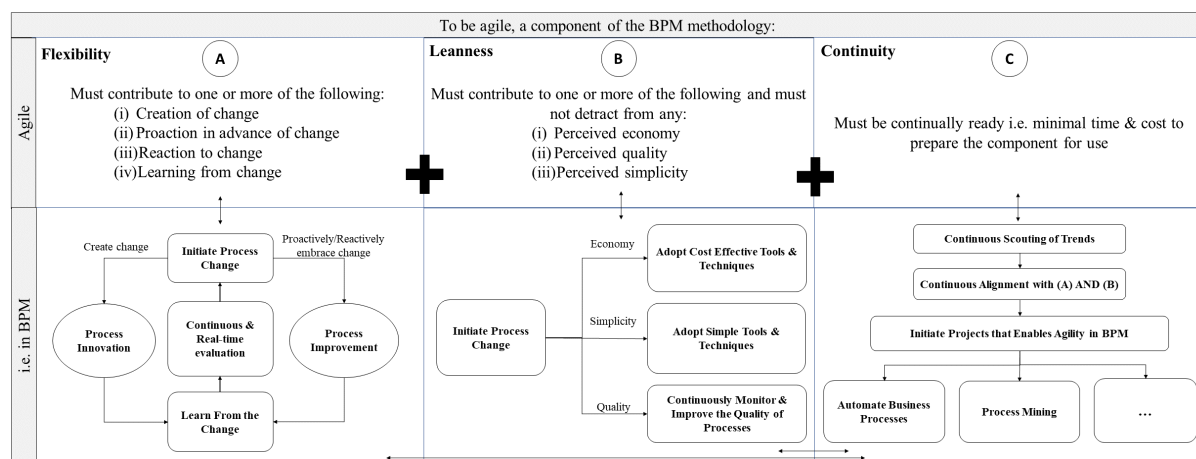 To be agile, a component of the BPM methodology:
Agile
Flexibility
A
Must contribute to one or more of the following:
(i) Creation of change
(ii) Proaction in advance of change
(iii)Reaction to change
(iv)Learning from change
Leanness
B
Must contribute to one or more of the following and must
not detract from any:
(i) Perceived economy
(ii) Perceived quality
(iii)Perceived simplicity
Continuity
C
Must be continually ready i.e. minimal time & cost to
prepare the component for use
i.e. in BPM
Create change
Initiate Process
Change
Proactively/Reactively
embrace change
Process
Innovation
Continuous &
Real-time
evaluation
Process
Improvement
Learn From the
Change
Initiate Process
Change
Economy
Adopt Cost Effective Tools &
Techniques
Simplicity
Adopt Simple Tools &
Techniques
Quality
Continuously Monitor &
Improve the Quality of
Processes
Continuous Scouting of Trends
Continuous Alignment with (A) AND (B)
Initiate Projects that Enables Agility in BPM
Automate Business
Processes
Process Mining
...